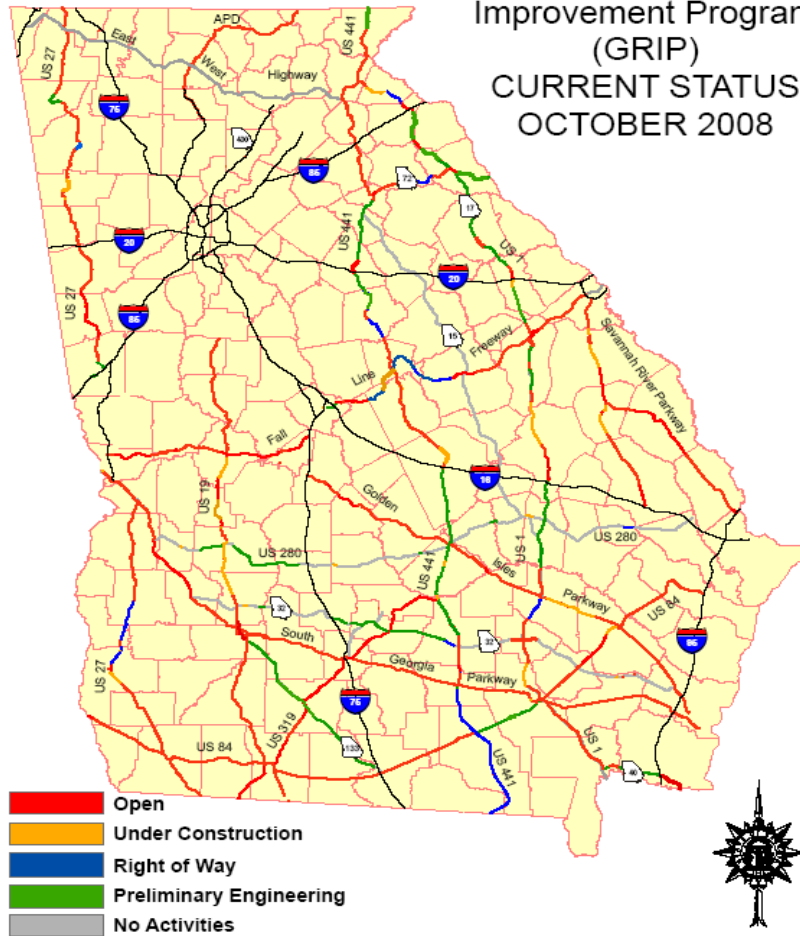 Improvement Program
(GRIP)
CURRENT STATUS
OCTOBER 2008
APD
US 441
East
West
Highway
US 27
75
400
85
72
17
US 441
US 1
20
20
US 27
85
15
Freeway
Savannah River Parkway
Line
Fall
16
US 19
Golden
US 280
US 1
US 280
US 441
Isles
Parkway
US 84
32
South
32
95
Georgia
Parkway
US 27
75
US 319
133
US 84
US 1
US 441
40
Open
Under Construction
Right of Way
Preliminary Engineering
No Activities